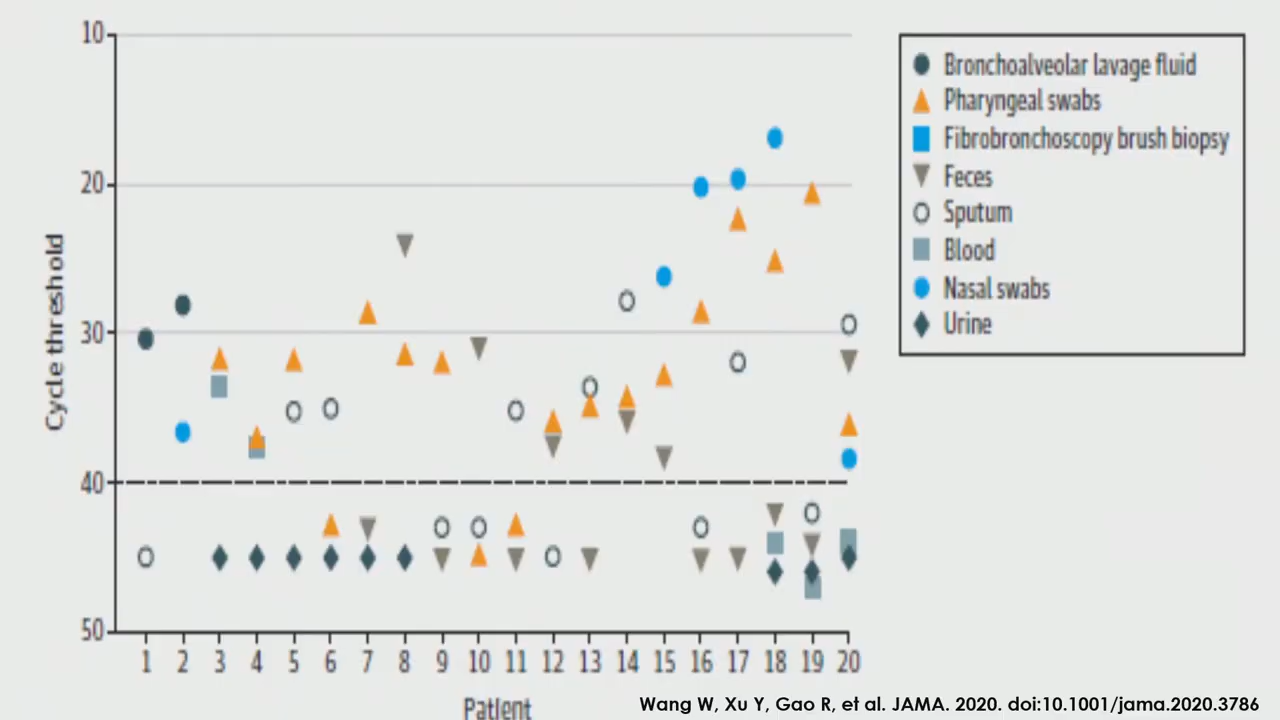 10
20
30
40
50
Cycle threshold
1 2 3 4 5 6 7 8 9 10 11 12 13 14 15 16 17 18 19 20
Patient
Bronchoalveolar lavage fluid
Pharyngeal swabs
Fibrobronchoscopy brush biopsy
Feces
Sputum
Blood
Nasal swabs
Urine
Wang W, Xu Y, Gao R, et al. JAMA. 2020. doi:10.1001/jama.2020.3786